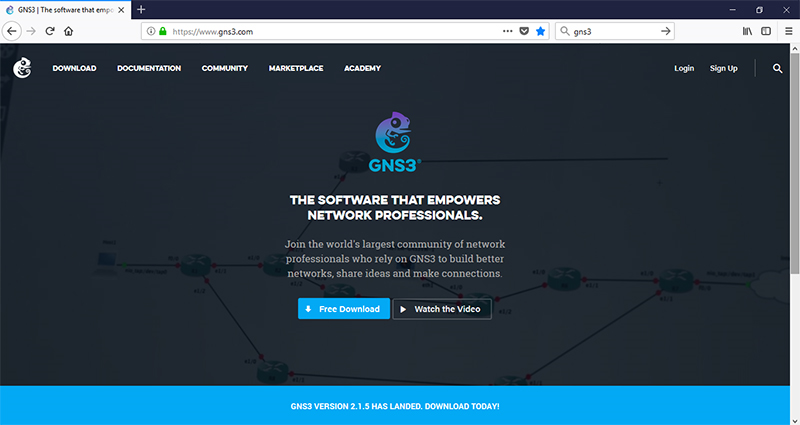 GNS3 | The software that empo
https://www.gns3.com
gns3
DOWNLOAD
DOCUMENTATION
COMMUNITY
MARKETPLACE
ACADEMY
Login
Sign Up
GNS3®
THE SOFTWARE THAT EMPOWERS
NETWORK PROFESSIONALS.
Join the world's largest community of network
professionals who rely on GNS3 to build better
networks, share ideas and make connections.
Free Download
Watch the Video
GNS3 VERSION 2.1.5 HAS LANDED. DOWNLOAD TODAY!